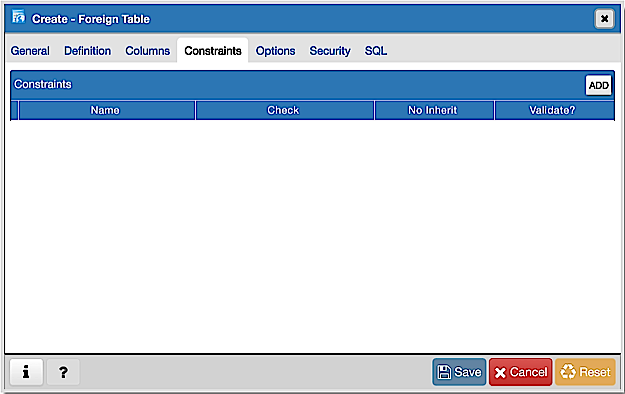 Create - Foreign Table
General Definition Columns Constraints Options Security SQL
Constraints ADD
Name Check No Inherit Validate?
i ? Save Cancel Reset